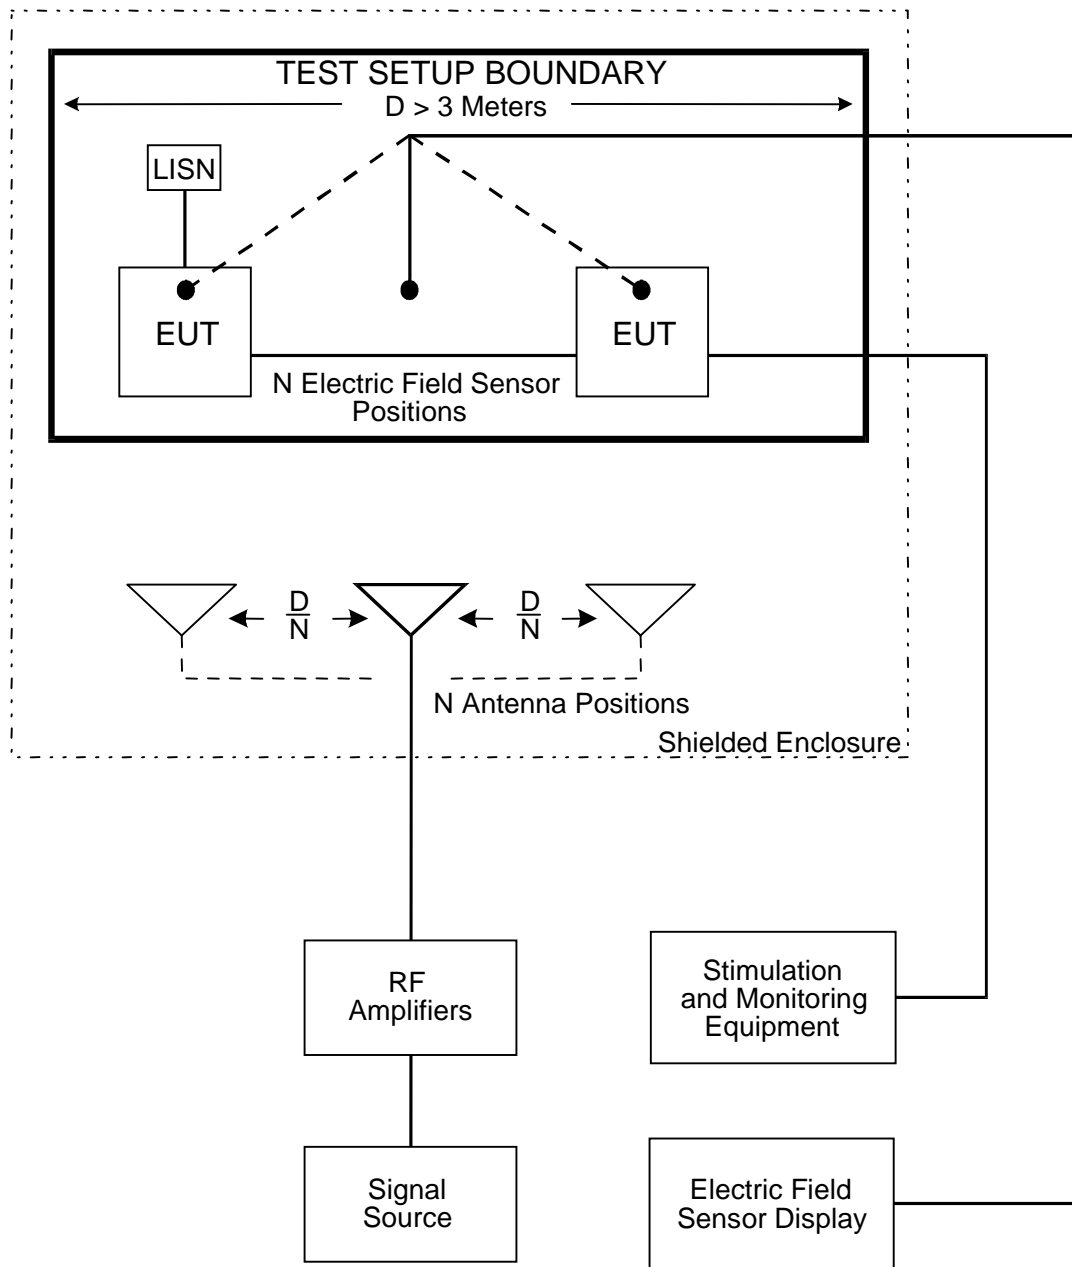 TEST SETUP BOUNDARY
D > 3 Meters
LISN
EUT
EUT
N Electric Field Sensor
Positions
D
N
D
N
N Antenna Positions
Shielded Enclosure
RF
Amplifiers
Stimulation
and Monitoring
Equipment
Signal
Source
Electric Field
Sensor Display